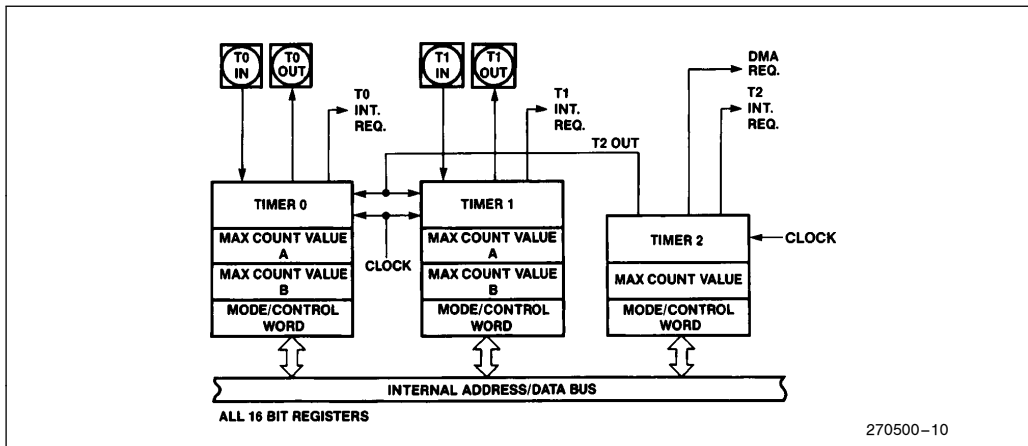 T0
IN
T0
OUT
T1
IN
T1
OUT
T0
INT.
REQ.
T1
INT.
REQ.
DMA
REQ.
T2
INT.
REQ.
T2 OUT
TIMER 0
MAX COUNT VALUE
A
MAX COUNT VALUE
B
MODE/CONTROL
WORD
CLOCK
TIMER 1
MAX COUNT VALUE
A
MAX COUNT VALUE
B
MODE/CONTROL
WORD
TIMER 2
MAX COUNT VALUE
MODE/CONTROL
WORD
CLOCK
INTERNAL ADDRESS/DATA BUS
ALL 16 BIT REGISTERS
270500–10